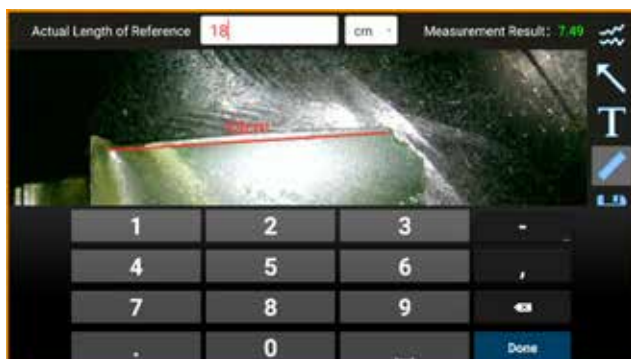 Actual Length of Reference 18 cm Measurement Result: 7.49
T
1 2 3 -
4 5 6 ,
7 8 9
. 0 Done